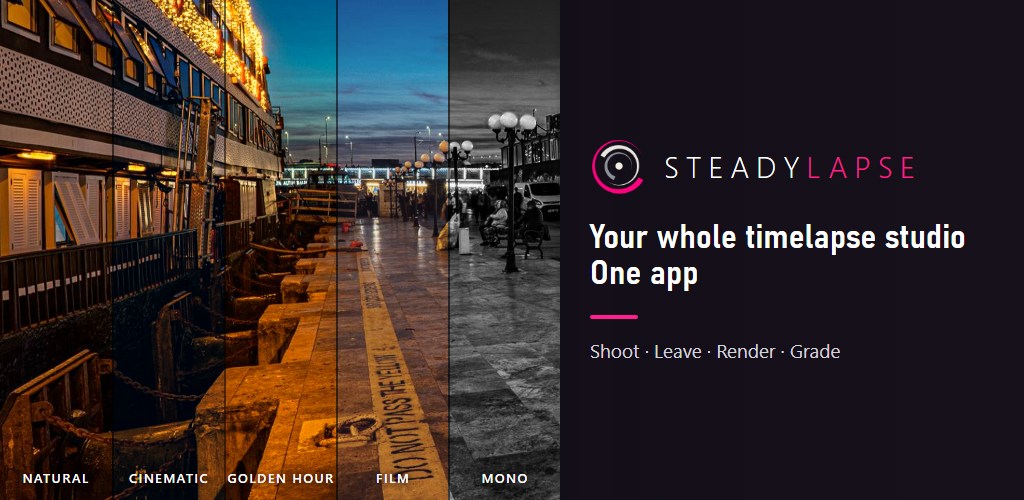 NATURAL
CINEMATIC
GOLDEN HOUR
FILM
MONO
DO NOT PASS THE YELLOW
STEADYLAPSE
Your whole timelapse studio
One app
Shoot · Leave · Render · Grade